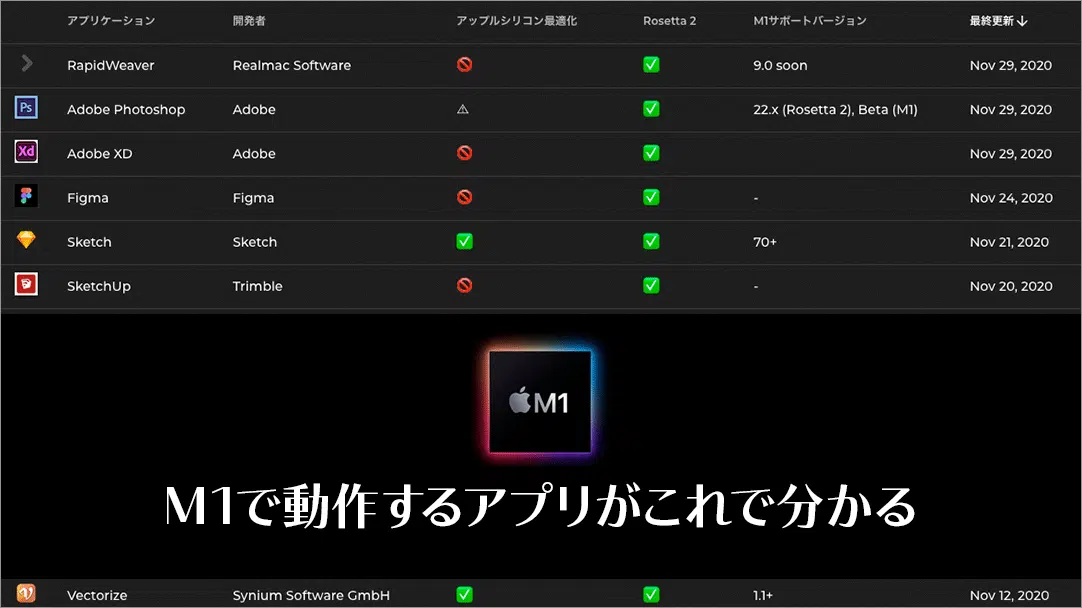 アプリケーション 開発者 アップルシリコン最適化 Rosetta 2 M1サポートバージョン 最終更新↓
RapidWeaver Realmac Software 🚫 ✅ 9.0 soon Nov 29, 2020
Ps Adobe Photoshop Adobe ⚠ ✅ 22.x (Rosetta 2), Beta (M1) Nov 29, 2020
Xd Adobe XD Adobe 🚫 ✅ Nov 29, 2020
Figma Figma 🚫 ✅ - Nov 24, 2020
Sketch Sketch ✅ ✅ 70+ Nov 21, 2020
SketchUp Trimble 🚫 ✅ - Nov 20, 2020
M1
M1で動作するアプリがこれで分かる
Vectorize Synium Software GmbH ✅ ✅ 1.1+ Nov 12, 2020